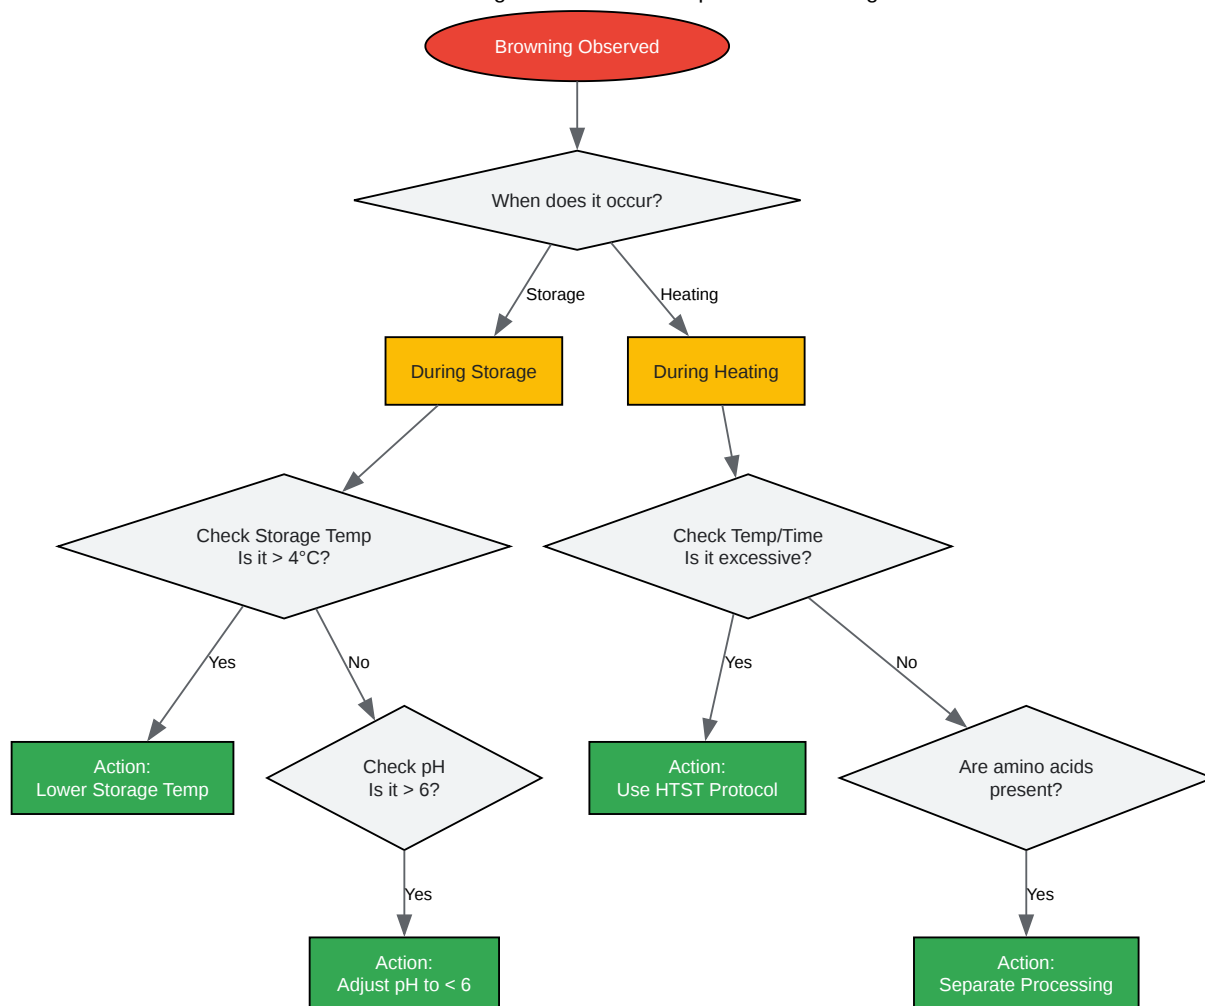 Browning Observed
When does it occur?
Storage
Heating
During Storage
During Heating
Check Storage Temp
Is it > 4°C?
Check Temp/Time
Is it excessive?
Yes
No
Yes
No
Action:
Lower Storage Temp
Check pH
Is it > 6?
Action:
Use HTST Protocol
Are amino acids
present?
Yes
Yes
Action:
Adjust pH to < 6
Action:
Separate Processing